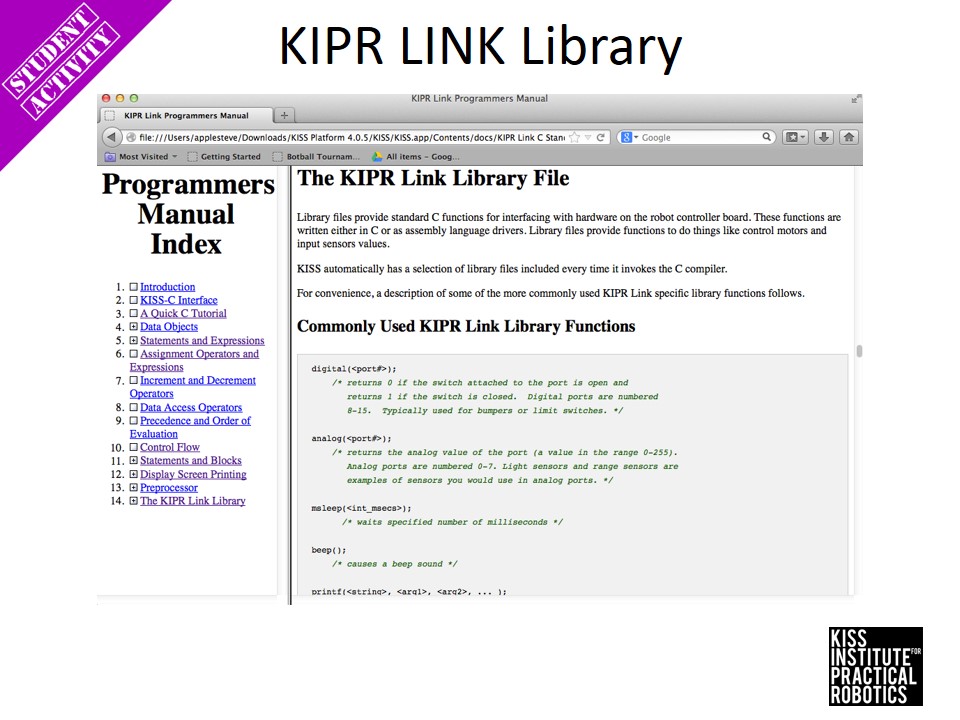 STUDENT
ACTIVITY
KIPR LINK Library
KIPR Link Programmers Manual
KIPR Link Programmers Manual
file:///Users/applesteve/Downloads/KISS Platform 4.0.5/KISS/KISS.app/Contents/docs/KIPR Link C Stan
Google
Most Visited
Getting Started
Botball Tournam...
All items - Goog...
Programmers
Manual
Index
1. Introduction
2. KISS-C Interface
3. A Quick C Tutorial
4. Data Objects
5. Statements and Expressions
6. Assignment Operators and
Expressions
7. Increment and Decrement
Operators
8. Data Access Operators
9. Precedence and Order of
Evaluation
10. Control Flow
11. Statements and Blocks
12. Display Screen Printing
13. Preprocessor
14. The KIPR Link Library
The KIPR Link Library File
Library files provide standard C functions for interfacing with hardware on the robot controller board. These functions are
written either in C or as assembly language drivers. Library files provide functions to do things like control motors and
input sensors values.
KISS automatically has a selection of library files included every time it invokes the C compiler.
For convenience, a description of some of the more commonly used KIPR Link specific library functions follows.
Commonly Used KIPR Link Library Functions
digital(<port#>);
/* returns 0 if the switch attached to the port is open and
returns 1 if the switch is closed. Digital ports are numbered
8-15. Typically used for bumpers or limit switches. */
analog(<port#>);
/* returns the analog value of the port (a value in the range 0-255).
Analog ports are numbered 0-7. Light sensors and range sensors are
examples of sensors you would use in analog ports. */
msleep(<int_msecs>);
/* waits specified number of milliseconds */
beep();
/* causes a beep sound */
printf(<string>, <arg1>, <arg2>, ... );
KISS
INSTITUTE FOR
PRACTICAL
ROBOTICS